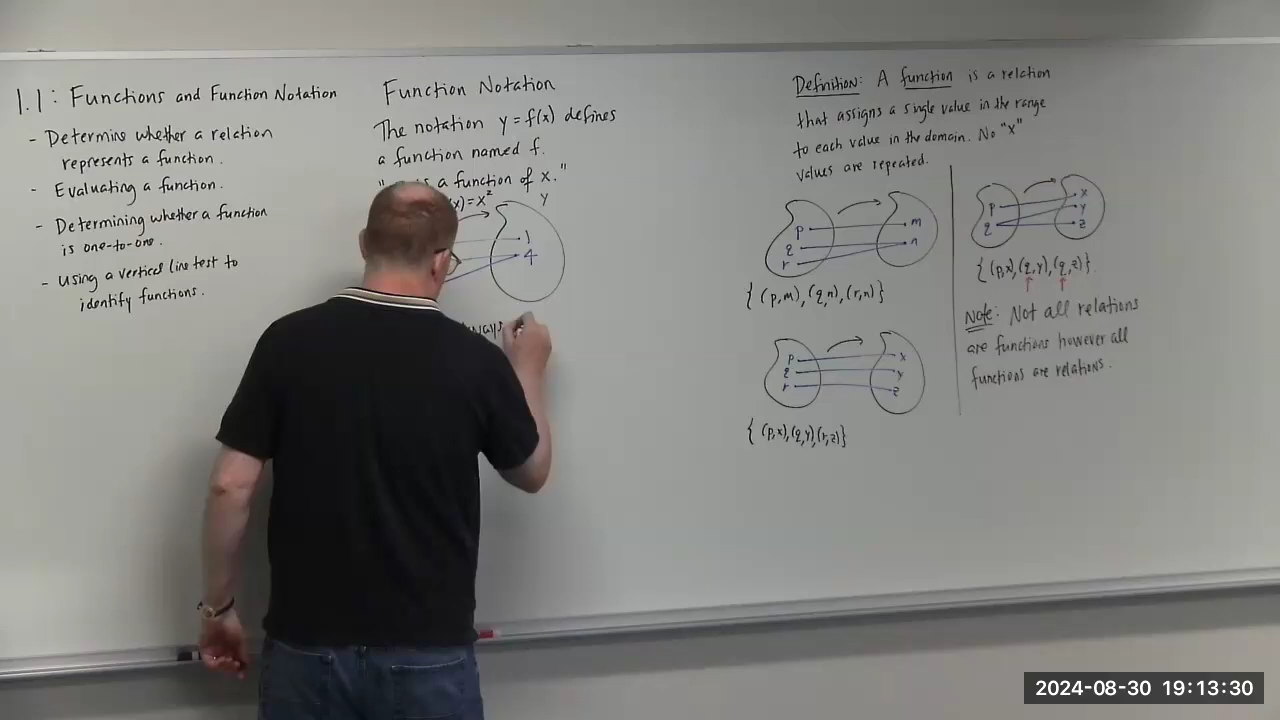 1.1: Functions and Function Notation
- Determine whether a relation
represents a function.
- Evaluating a function.
- Determining whether a function
is one-to-one.
- Using a vertical line test to
identify functions.
Function Notation
The notation y = f(x) defines
a function named f.
is a function of x."
x)=x²
y
1
4
ways
Definition: A function is a relation
that assigns a single value in the range
to each value in the domain. No "x"
values are repeated.
p m
q n
r
{(p,m),(q,n),(r,n)}
p x
q y
r z
{(p,x),(q,y),(r,z)}
p x
q y
z
{(p,x),(q,y),(q,z)}.
Note: Not all relations
are functions however all
functions are relations.
2024-08-30 19:13:30